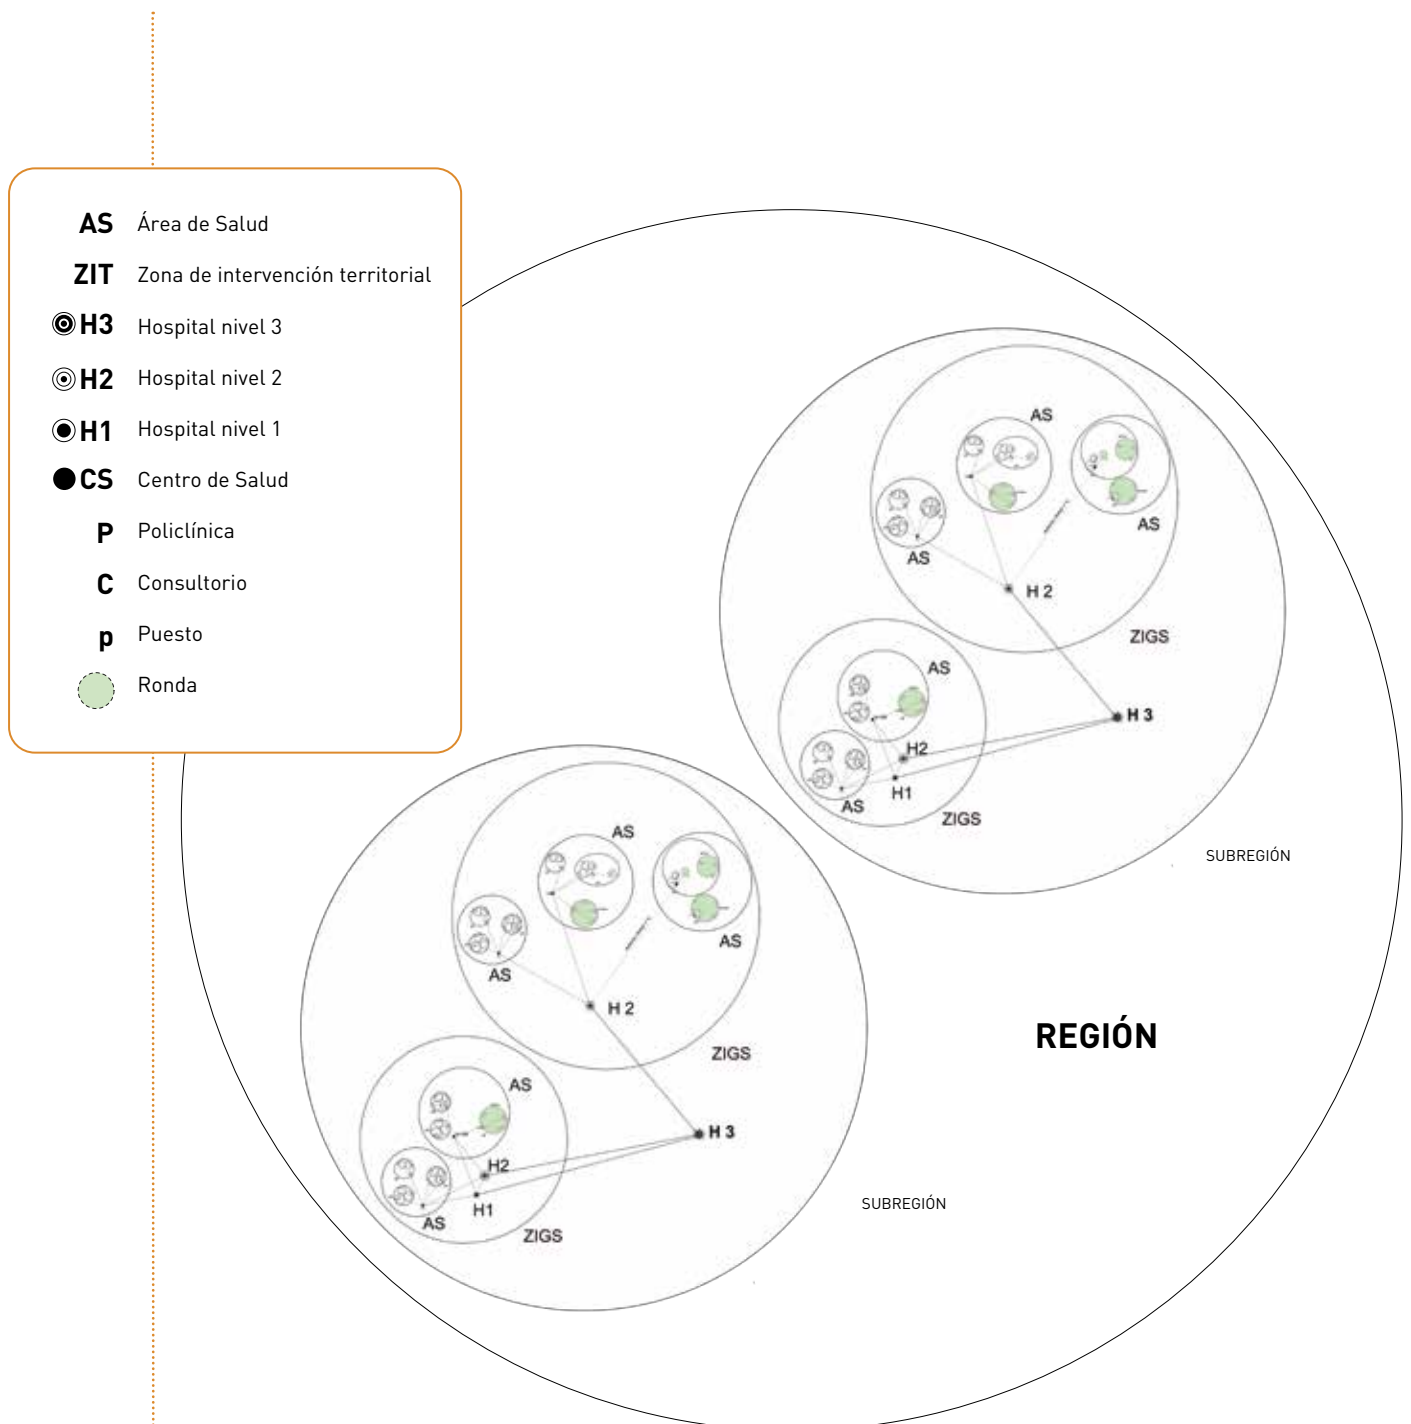 AS Área de Salud
ZIT Zona de intervención territorial
H3 Hospital nivel 3
H2 Hospital nivel 2
H1 Hospital nivel 1
CS Centro de Salud
P Policlínica
C Consultorio
p Puesto
Ronda
AS
AS
AS
H 2
ZIGS
AS
H 3
H2
H1
AS
ZIGS
SUBREGIÓN
AS
AS
AS
H 2
ZIGS
AS
H 3
H2
H1
AS
ZIGS
SUBREGIÓN
REGIÓN